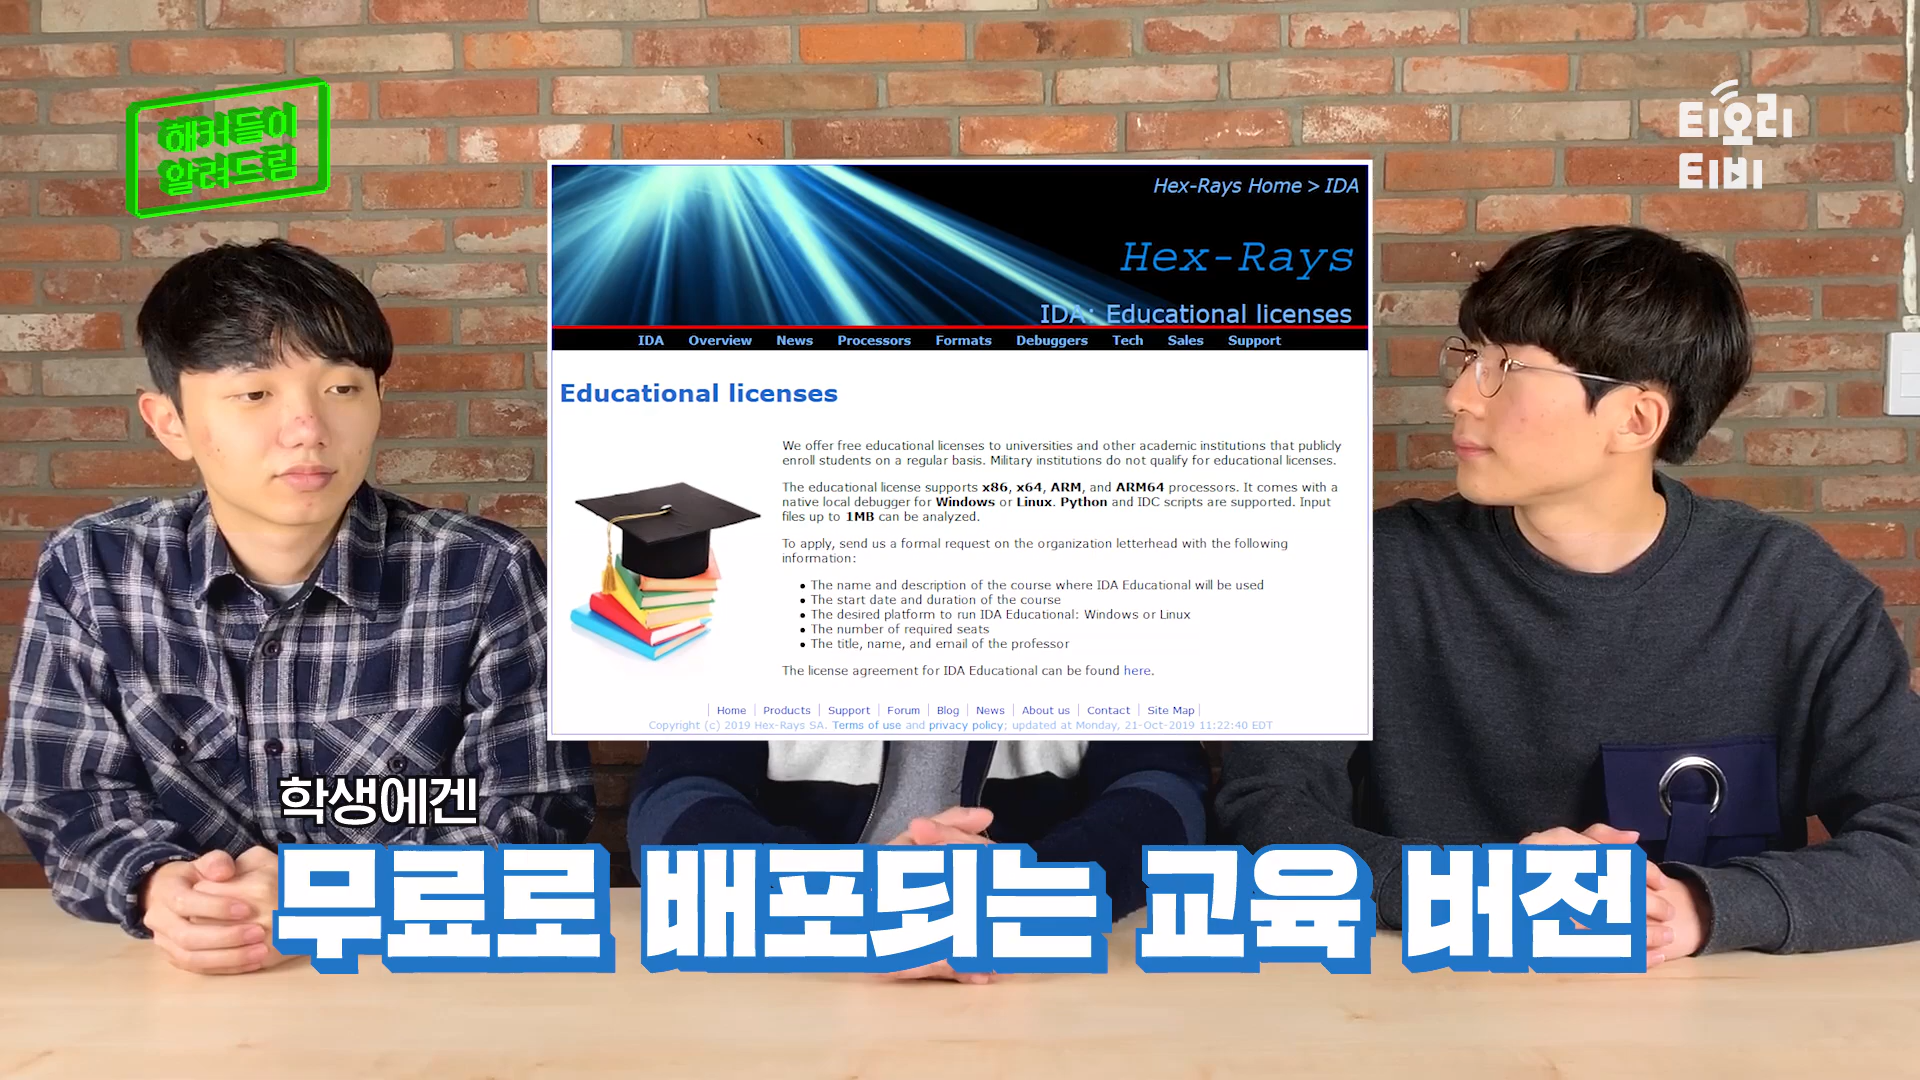 해커들이
알려드림
티오리
티비
Hex-Rays Home > IDA
Hex-Rays
IDA: Educational licenses
IDA Overview News Processors Formats Debuggers Tech Sales Support
Educational licenses
We offer free educational licenses to universities and other academic institutions that publicly
enroll students on a regular basis. Military institutions do not qualify for educational licenses.
The educational license supports x86, x64, ARM, and ARM64 processors. It comes with a
native local debugger for Windows or Linux. Python and IDC scripts are supported. Input
files up to 1MB can be analyzed.
To apply, send us a formal request on the organization letterhead with the following
information:
• The name and description of the course where IDA Educational will be used
• The start date and duration of the course
• The desired platform to run IDA Educational: Windows or Linux
• The number of required seats
• The title, name, and email of the professor
The license agreement for IDA Educational can be found here.
| Home | Products | Support | Forum | Blog | News | About us | Contact | Site Map |
Copyright (c) 2019 Hex-Rays SA. Terms of use and privacy policy; updated at Monday, 21-Oct-2019 11:22:40 EDT
학생에겐
무료로 배포되는 교육 버전